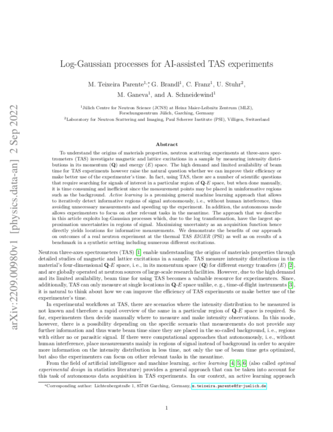 Log-Gaussian processes for AI-assisted TAS experiments
M. Teixeira Parente,¹,* G. Brandl¹, C. Franz¹, U. Stuhr²,
M. Ganeva¹, and A. Schneidewind¹
¹Jülich Centre for Neutron Science (JCNS) at Heinz Maier-Leibnitz Zentrum (MLZ),
Forschungszentrum Jülich, Garching, Germany
²Laboratory for Neutron Scattering and Imaging, Paul Scherrer Institute (PSI), Villigen, Switzerland
Abstract
To understand the origins of materials properties, neutron scattering experiments at three-axes spec-
trometers (TAS) investigate magnetic and lattice excitations in a sample by measuring intensity distri-
butions in its momentum (Q) and energy (E) space. The high demand and limited availability of beam
time for TAS experiments however raise the natural question whether we can improve their efficiency or
make better use of the experimenter's time. In fact, using TAS, there are a number of scientific questions
that require searching for signals of interest in a particular region of Q-E space, but when done manually,
it is time consuming and inefficient since the measurement points may be placed in uninformative regions
such as the background. Active learning is a promising general machine learning approach that allows
to iteratively detect informative regions of signal autonomously, i.e., without human interference, thus
avoiding unnecessary measurements and speeding up the experiment. In addition, the autonomous mode
allows experimenters to focus on other relevant tasks in the meantime. The approach that we describe
in this article exploits log-Gaussian processes which, due to the log transformation, have the largest ap-
proximation uncertainties in regions of signal. Maximizing uncertainty as an acquisition function hence
directly yields locations for informative measurements. We demonstrate the benefits of our approach
on outcomes of a real neutron experiment at the thermal TAS EIGER (PSI) as well as on results of a
benchmark in a synthetic setting including numerous different excitations.
Neutron three-axes spectrometers (TAS) [1] enable understanding the origins of materials properties through
detailed studies of magnetic and lattice excitations in a sample. TAS measure intensity distributions in the
material's four-dimensional Q-E space, i.e., in its momentum space (Q) for different energy transfers (E) [2],
and are globally operated at neutron sources of large-scale research facilities. However, due to the high demand
and its limited availability, beam time for using TAS becomes a valuable resource for experimenters. Since,
additionally, TAS can only measure at single locations in Q-E space unlike, e.g., time-of-flight instruments [3],
it is natural to think about how we can improve the efficiency of TAS experiments or make better use of the
experimenter's time.
In experimental workflows at TAS, there are scenarios where the intensity distribution to be measured is
not known and therefore a rapid overview of the same in a particular region of Q-E space is required. So
far, experimenters then decide manually where to measure and make intensity observations. In this mode,
however, there is a possibility depending on the specific scenario that measurements do not provide any
further information and thus waste beam time since they are placed in the so-called background, i.e., regions
with either no or parasitic signal. If there were computational approaches that autonomously, i.e., without
human interference, place measurements mainly in regions of signal instead of background in order to acquire
more information on the intensity distribution in less time, not only the use of beam time gets optimized,
but also the experimenters can focus on other relevant tasks in the meantime.
From the field of artificial intelligence and machine learning, active learning [4, 5, 6] (also called optimal
experimental design in statistics literature) provides a general approach that can be taken into account for
this task of autonomous data acquisition in TAS experiments. In our context, an active learning approach
*Corresponding author: Lichtenbergstraße 1, 85748 Garching, Germany, m.teixeira.parente@fz-juelich.de
1
arXiv:2209.00980v1 [physics.data-an] 2 Sep 2022